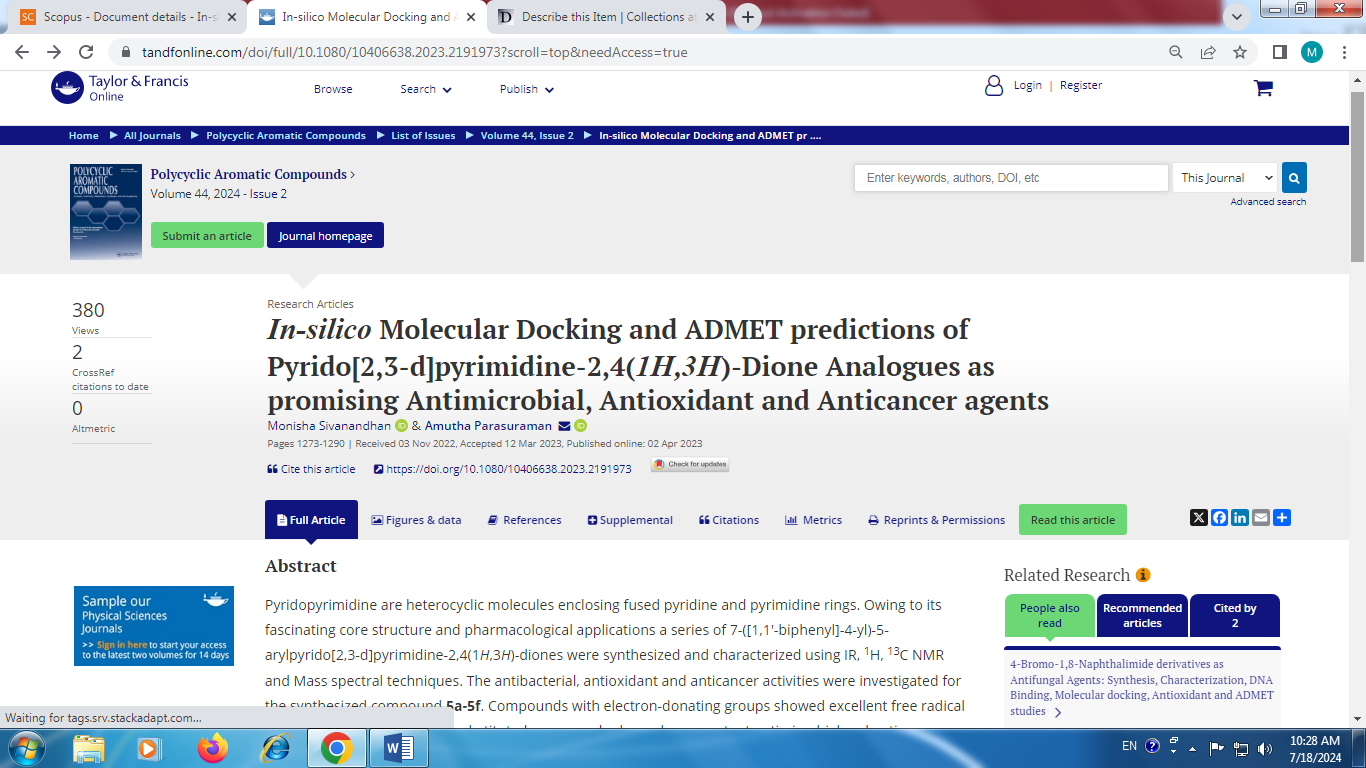 Scopus - Document details - In-s
In-silico Molecular Docking and A
Describe this Item | Collections at
tandfonline.com/doi/full/10.1080/10406638.2023.2191973?scroll=top&needAccess=true
M
Taylor & Francis
Online
Browse
Search
Publish
Login | Register
Home
All Journals
Polycyclic Aromatic Compounds
List of Issues
Volume 44, Issue 2
In-silico Molecular Docking and ADMET pr ....
POLYCYCLIC
AROMATIC
COMPOUNDS
Polycyclic Aromatic Compounds >
Volume 44, 2024 - Issue 2
Submit an article
Journal homepage
Enter keywords, authors, DOI, etc
This Journal
Advanced search
380
Views
2
CrossRef
citations to date
0
Altmetric
Research Articles
In-silico Molecular Docking and ADMET predictions of
Pyrido[2,3-d]pyrimidine-2,4(1H,3H)-Dione Analogues as
promising Antimicrobial, Antioxidant and Anticancer agents
Monisha Sivanandhan & Amutha Parasuraman
Pages 1273-1290 | Received 03 Nov 2022, Accepted 12 Mar 2023, Published online: 02 Apr 2023
Cite this article
https://doi.org/10.1080/10406638.2023.2191973
Check for updates
Full Article
Figures & data
References
Supplemental
Citations
Metrics
Reprints & Permissions
Read this article
Abstract
Pyridopyrimidine are heterocyclic molecules enclosing fused pyridine and pyrimidine rings. Owing to its
fascinating core structure and pharmacological applications a series of 7-([1,1'-biphenyl]-4-yl)-5-
arylpyrido[2,3-d]pyrimidine-2,4(1H,3H)-diones were synthesized and characterized using IR, ¹H, ¹³C NMR
and Mass spectral techniques. The antibacterial, antioxidant and anticancer activities were investigated for
the synthesized compound 5a-5f. Compounds with electron-donating groups showed excellent free radical
Sample our
Physical Sciences
Journals
>> Sign in here to start your access
to the latest two volumes for 14 days
Related Research
People also
read
Recommended
articles
Cited by
2
4-Bromo-1,8-Naphthalimide derivatives as
Antifungal Agents: Synthesis, Characterization, DNA
Binding, Molecular docking, Antioxidant and ADMET
studies
Waiting for tags.srv.stackadapt.com...
EN
10:28 AM
7/18/2024